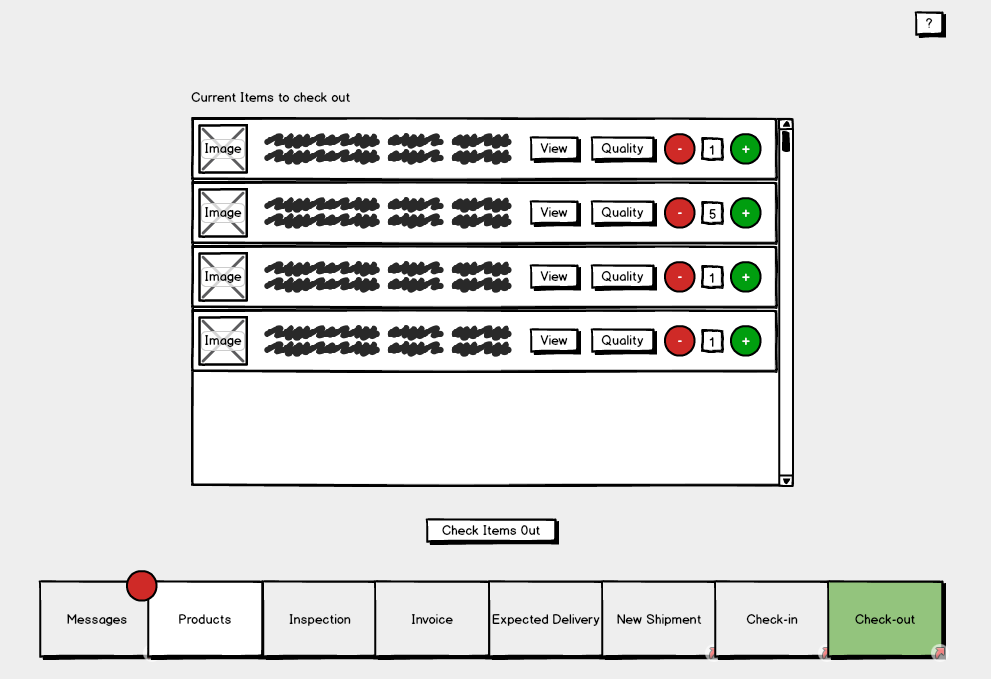 ?
Current Items to check out
Image View Quality - 1 +
Image View Quality - 5 +
Image View Quality - 1 +
Image View Quality - 1 +
Check Items Out
Messages Products Inspection Invoice Expected Delivery New Shipment Check-in Check-out